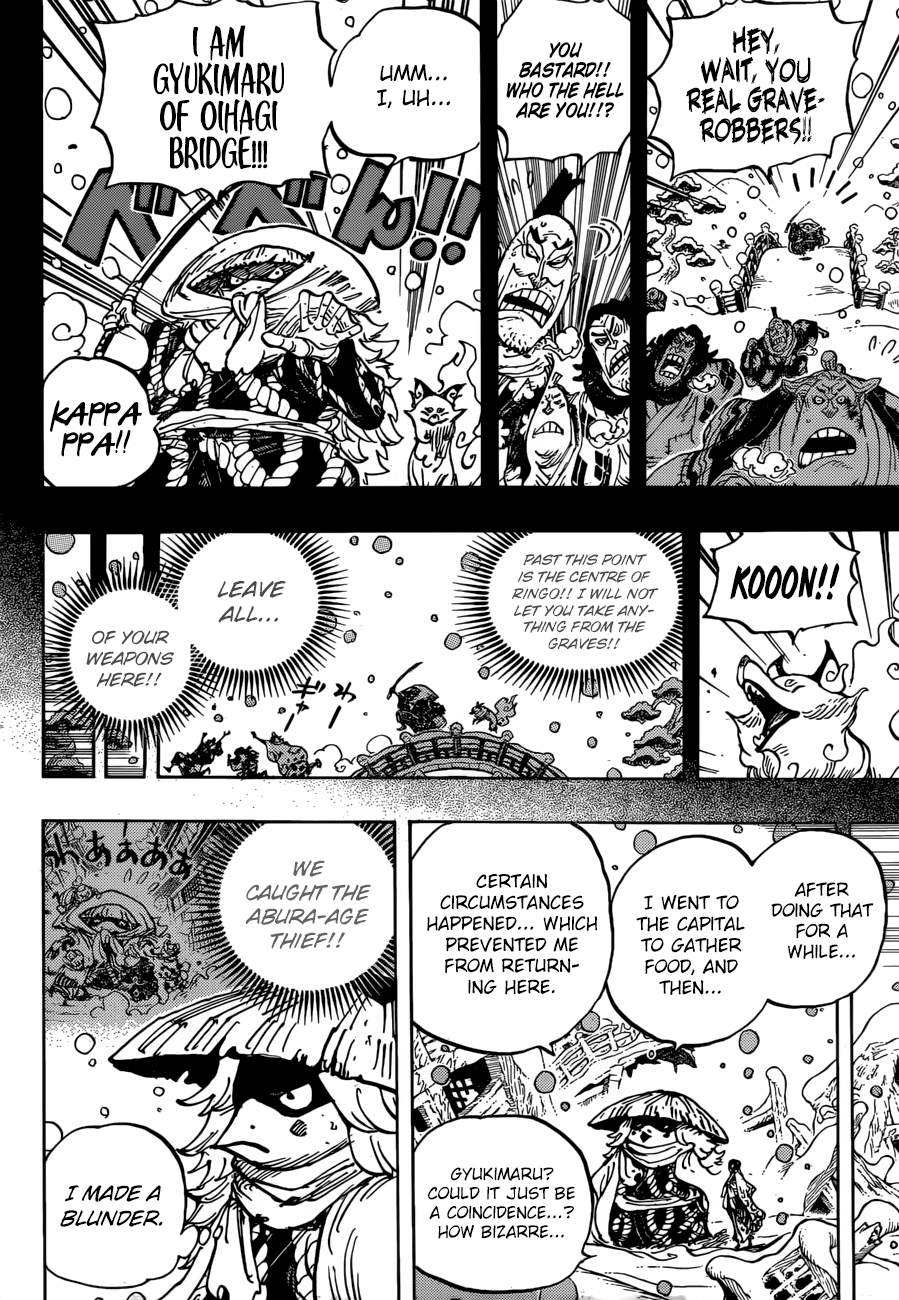 HEY,
WAIT, YOU
REAL GRAVE-
ROBBERS!!
YOU
BASTARD!!
WHO THE HELL
ARE YOU!!?
UMM...
I, UH...
I AM
GYUKIMARU
OF OIHAGI
BRIDGE!!!
べべん!!
KAPPA
PPA!!
KOOON!!
PAST THIS POINT
IS THE CENTRE OF
RINGO!! I WILL NOT
LET YOU TAKE ANY-
THING FROM THE
GRAVES!!
LEAVE
ALL...
OF YOUR
WEAPONS
HERE!!
AFTER
DOING THAT
FOR A
WHILE...
I WENT TO
THE CAPITAL
TO GATHER
FOOD, AND
THEN...
CERTAIN
CIRCUMSTANCES
HAPPENED... WHICH
PREVENTED ME
FROM RETURN-
ING HERE.
GYUKIMARU?
COULD IT JUST BE
A COINCIDENCE...?
HOW BIZARRE...
WE
CAUGHT THE
ABURA-AGE
THIEF!!
I MADE A
BLUNDER.